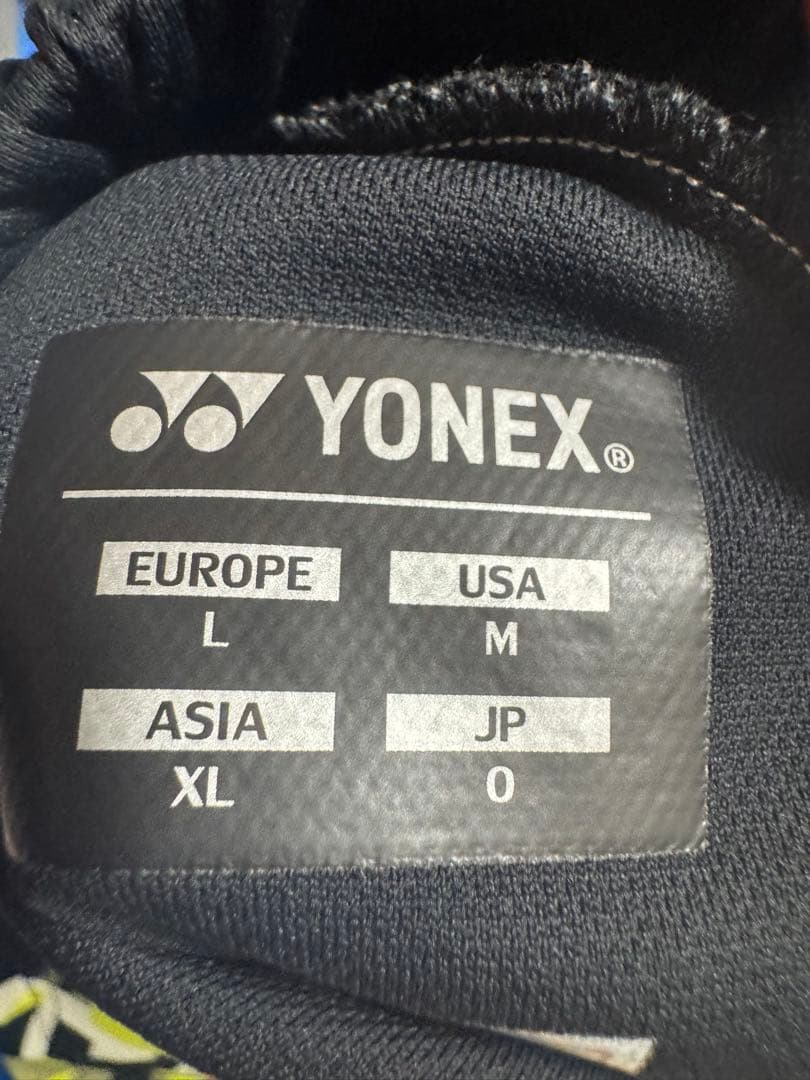 YONEX®
EUROPE USA
L M
ASIA JP
XL O